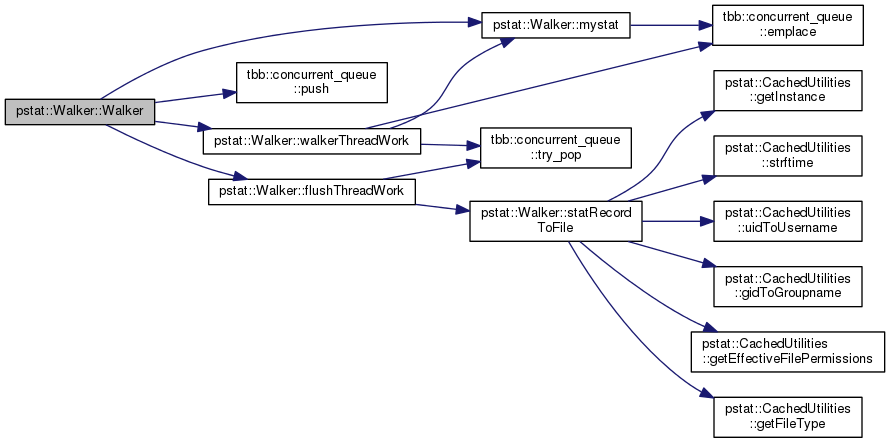 pstat::Walker::mystat
tbb::concurrent_queue
::emplace
tbb::concurrent_queue
::push
pstat::CachedUtilities
::getInstance
pstat::Walker::Walker
pstat::Walker::walkerThreadWork
tbb::concurrent_queue
::try_pop
pstat::CachedUtilities
::strftime
pstat::Walker::flushThreadWork
pstat::Walker::statRecord
ToFile
pstat::CachedUtilities
::uidToUsername
pstat::CachedUtilities
::gidToGroupname
pstat::CachedUtilities
::getEffectiveFilePermissions
pstat::CachedUtilities
::getFileType